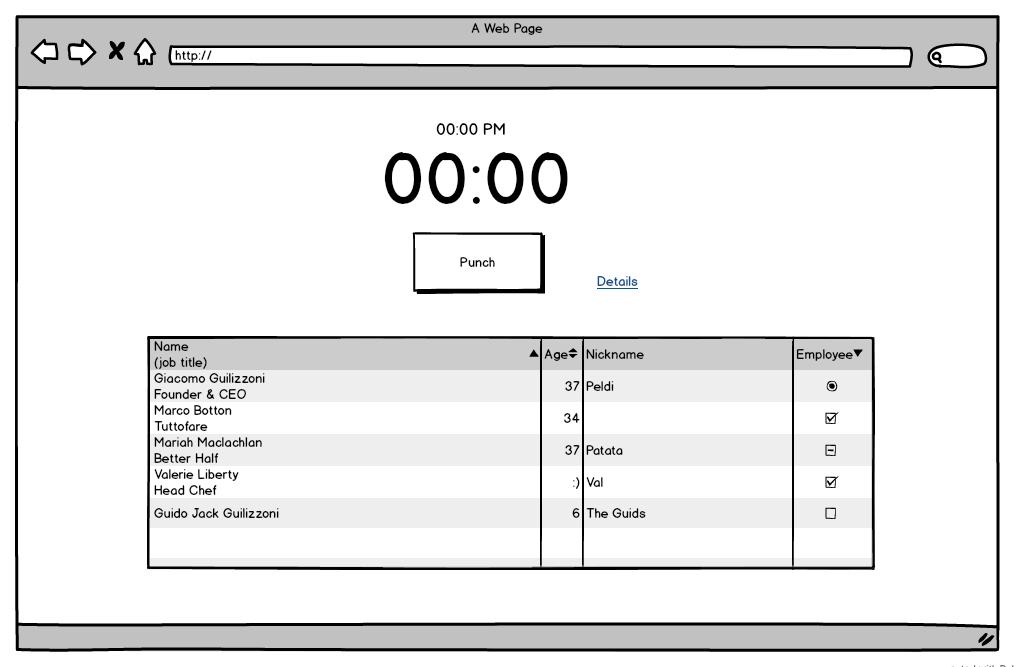 A Web Page
http://
00:00 PM
00:00
Punch
Details
Name
(job title)
Age
Nickname
Employee
Giacomo Guilizzoni
Founder & CEO
37
Peldi
Marco Botton
Tuttofare
34
Mariah Maclachlan
Better Half
37
Patata
Valerie Liberty
Head Chef
:)
Val
Guido Jack Guilizzoni
6
The Guids